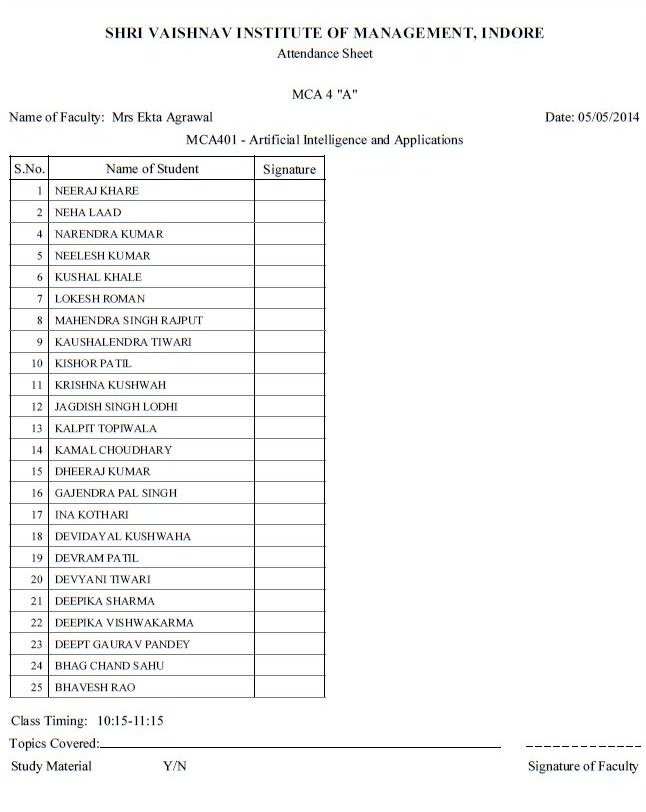 SHRI VAISHNAV INSTITUTE OF MANAGEMENT, INDORE
Attendance Sheet
MCA 4 "A"
Name of Faculty: Mrs Ekta Agrawal Date: 05/05/2014
MCA401 - Artificial Intelligence and Applications
S.No. Name of Student Signature
1 NEERAJ KHARE
2 NEHA LAAD
4 NARENDRA KUMAR
5 NEELESH KUMAR
6 KUSHAL KHALE
7 LOKESH ROMAN
8 MAHENDRA SINGH RAJPUT
9 KAUSHALENDRA TIWARI
10 KISHOR PATIL
11 KRISHNA KUSHWAH
12 JAGDISH SINGH LODHI
13 KALPIT TOPIWALA
14 KAMAL CHOUDHARY
15 DHEERAJ KUMAR
16 GAJENDRA PAL SINGH
17 INA KOTHARI
18 DEVIDAYAL KUSHWAHA
19 DEVRAM PATIL
20 DEVYANI TIWARI
21 DEEPIKA SHARMA
22 DEEPIKA VISHWAKARMA
23 DEEPT GAURAV PANDEY
24 BHAG CHAND SAHU
25 BHAVESH RAO
Class Timing: 10:15-11:15
Topics Covered:
Study Material Y/N Signature of Faculty